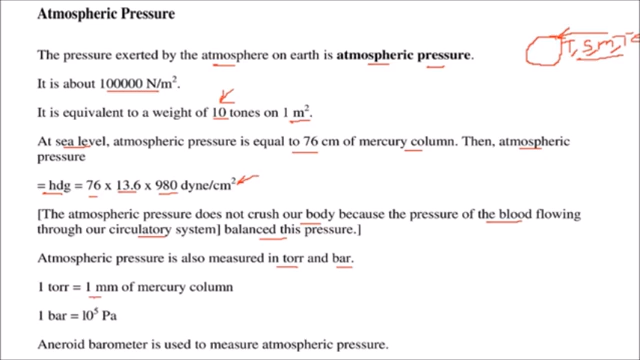 Atmospheric Pressure
The pressure exerted by the atmosphere on earth is atmospheric pressure.
T, S, m, T
It is about 100000 N/m².
It is equivalent to a weight of 10 tones on 1 m².
At sea level, atmospheric pressure is equal to 76 cm of mercury column. Then, atmospheric
pressure
= hdg = 76 x 13.6 x 980 dyne/cm²
[The atmospheric pressure does not crush our body because the pressure of the blood flowing
through our circulatory system] balanced this pressure.]
Atmospheric pressure is also measured in torr and bar.
1 torr = 1 mm of mercury column
1 bar = 10⁵ Pa
Aneroid barometer is used to measure atmospheric pressure.